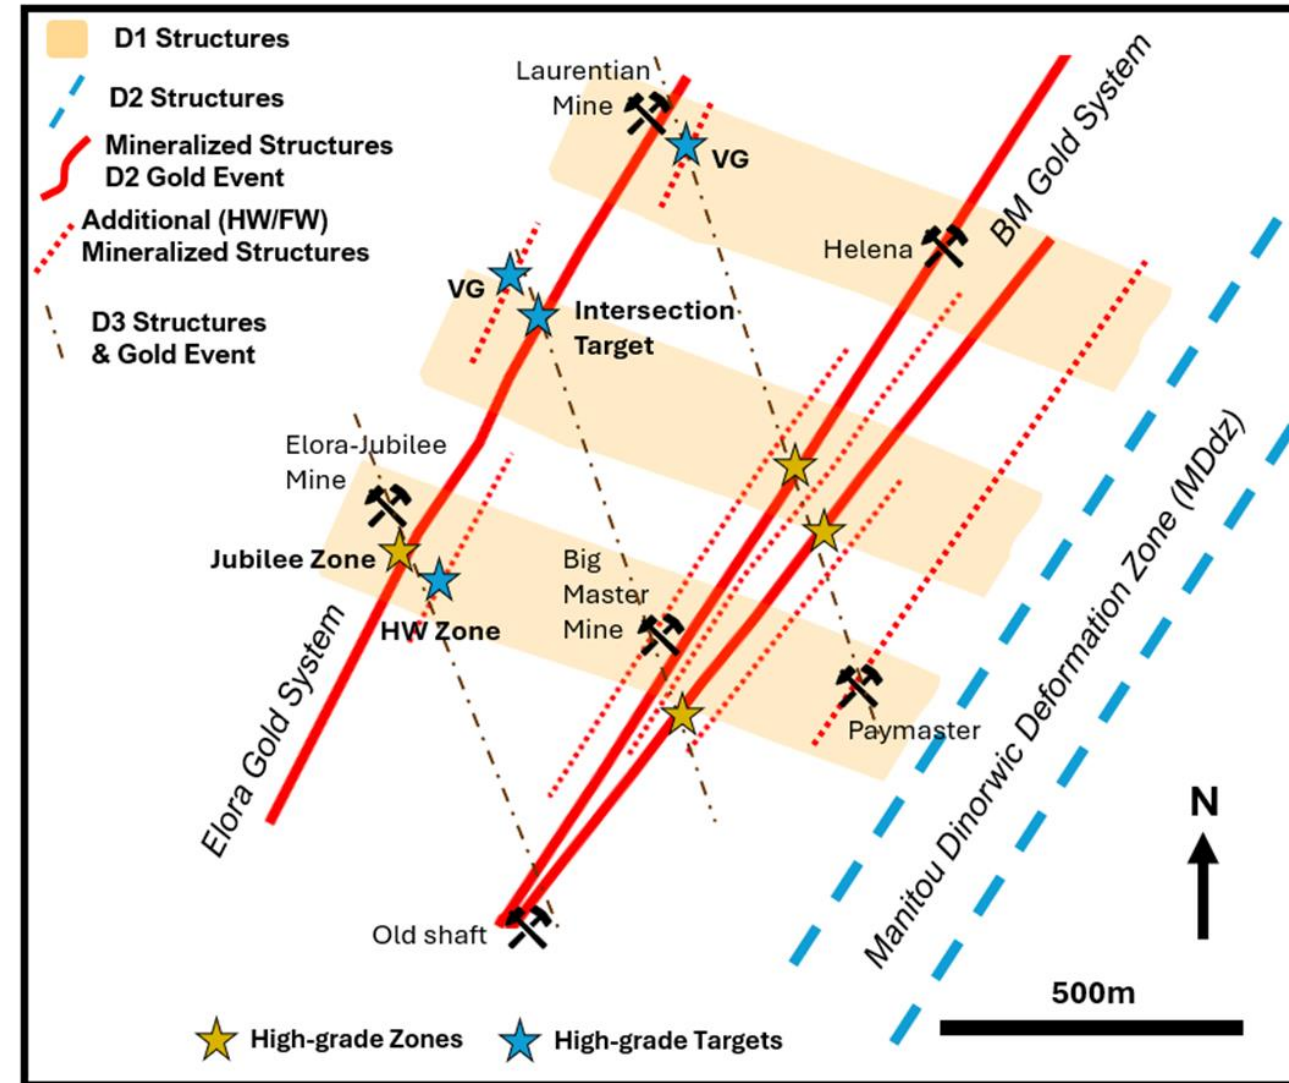 D1 Structures
D2 Structures
Mineralized Structures
D2 Gold Event
Additional (HW/FW)
Mineralized Structures
D3 Structures
& Gold Event
Laurentian
Mine
VG
BM Gold System
Helena
VG
Intersection
Target
Elora-Jubilee
Mine
Jubilee Zone
HW Zone
Big
Master
Mine
Paymaster
Elora Gold System
Manitou Dinorwic Deformation Zone (MDdz)
Old shaft
N
500m
High-grade Zones
High-grade Targets